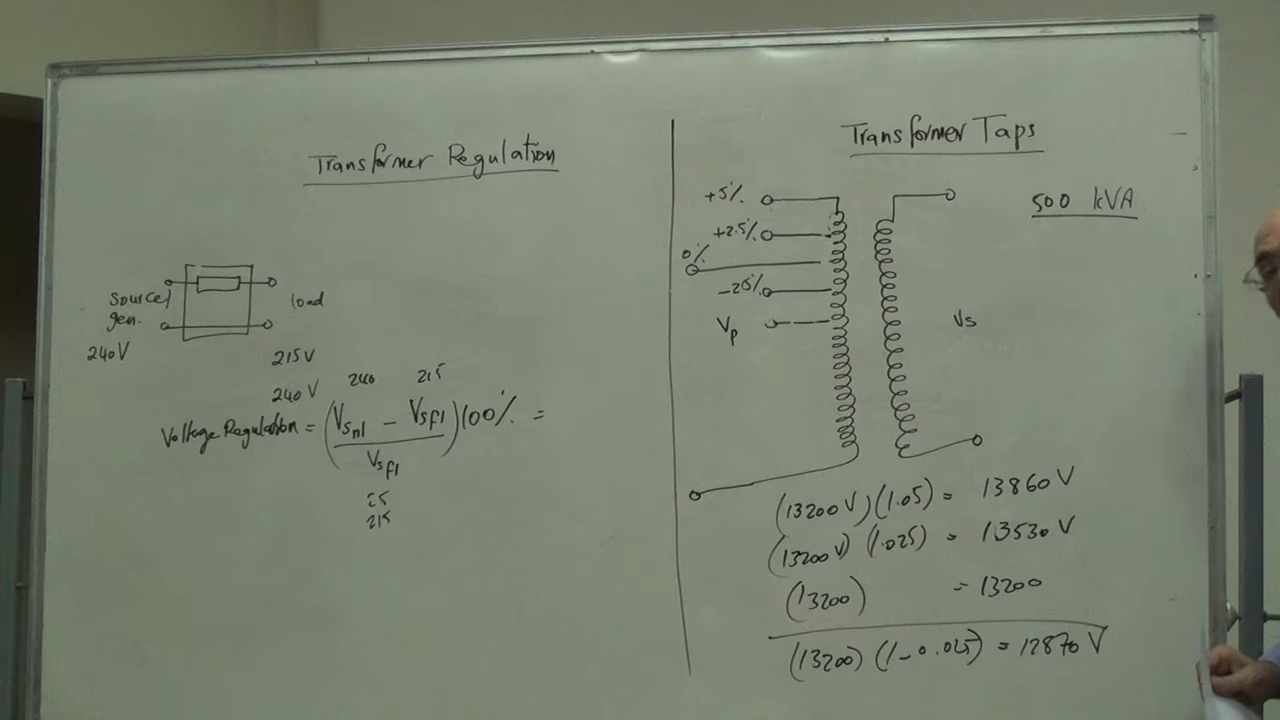 Transformer Regulation
source/ load
gen.
240V
215V
240V 240 215
Voltage Regulation = (Vsnl - Vsfl / Vsfl) 100% =
25
215
Transformer Taps
500 kVA
+5%
+2.5%
0%
-2.5%
Vp
Vs
(13200V)(1.05) = 13860 V
(13200V) (1.025) = 13530 V
(13200) = 13200
(13200) (1-0.025) = 12870 V